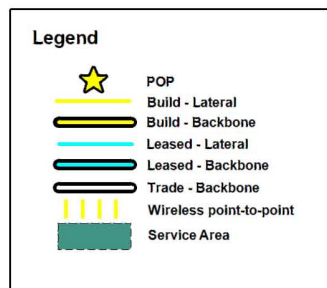 Legend
POP
Build - Lateral
Build - Backbone
Leased - Lateral
Leased - Backbone
Trade - Backbone
Wireless point-to-point
Service Area